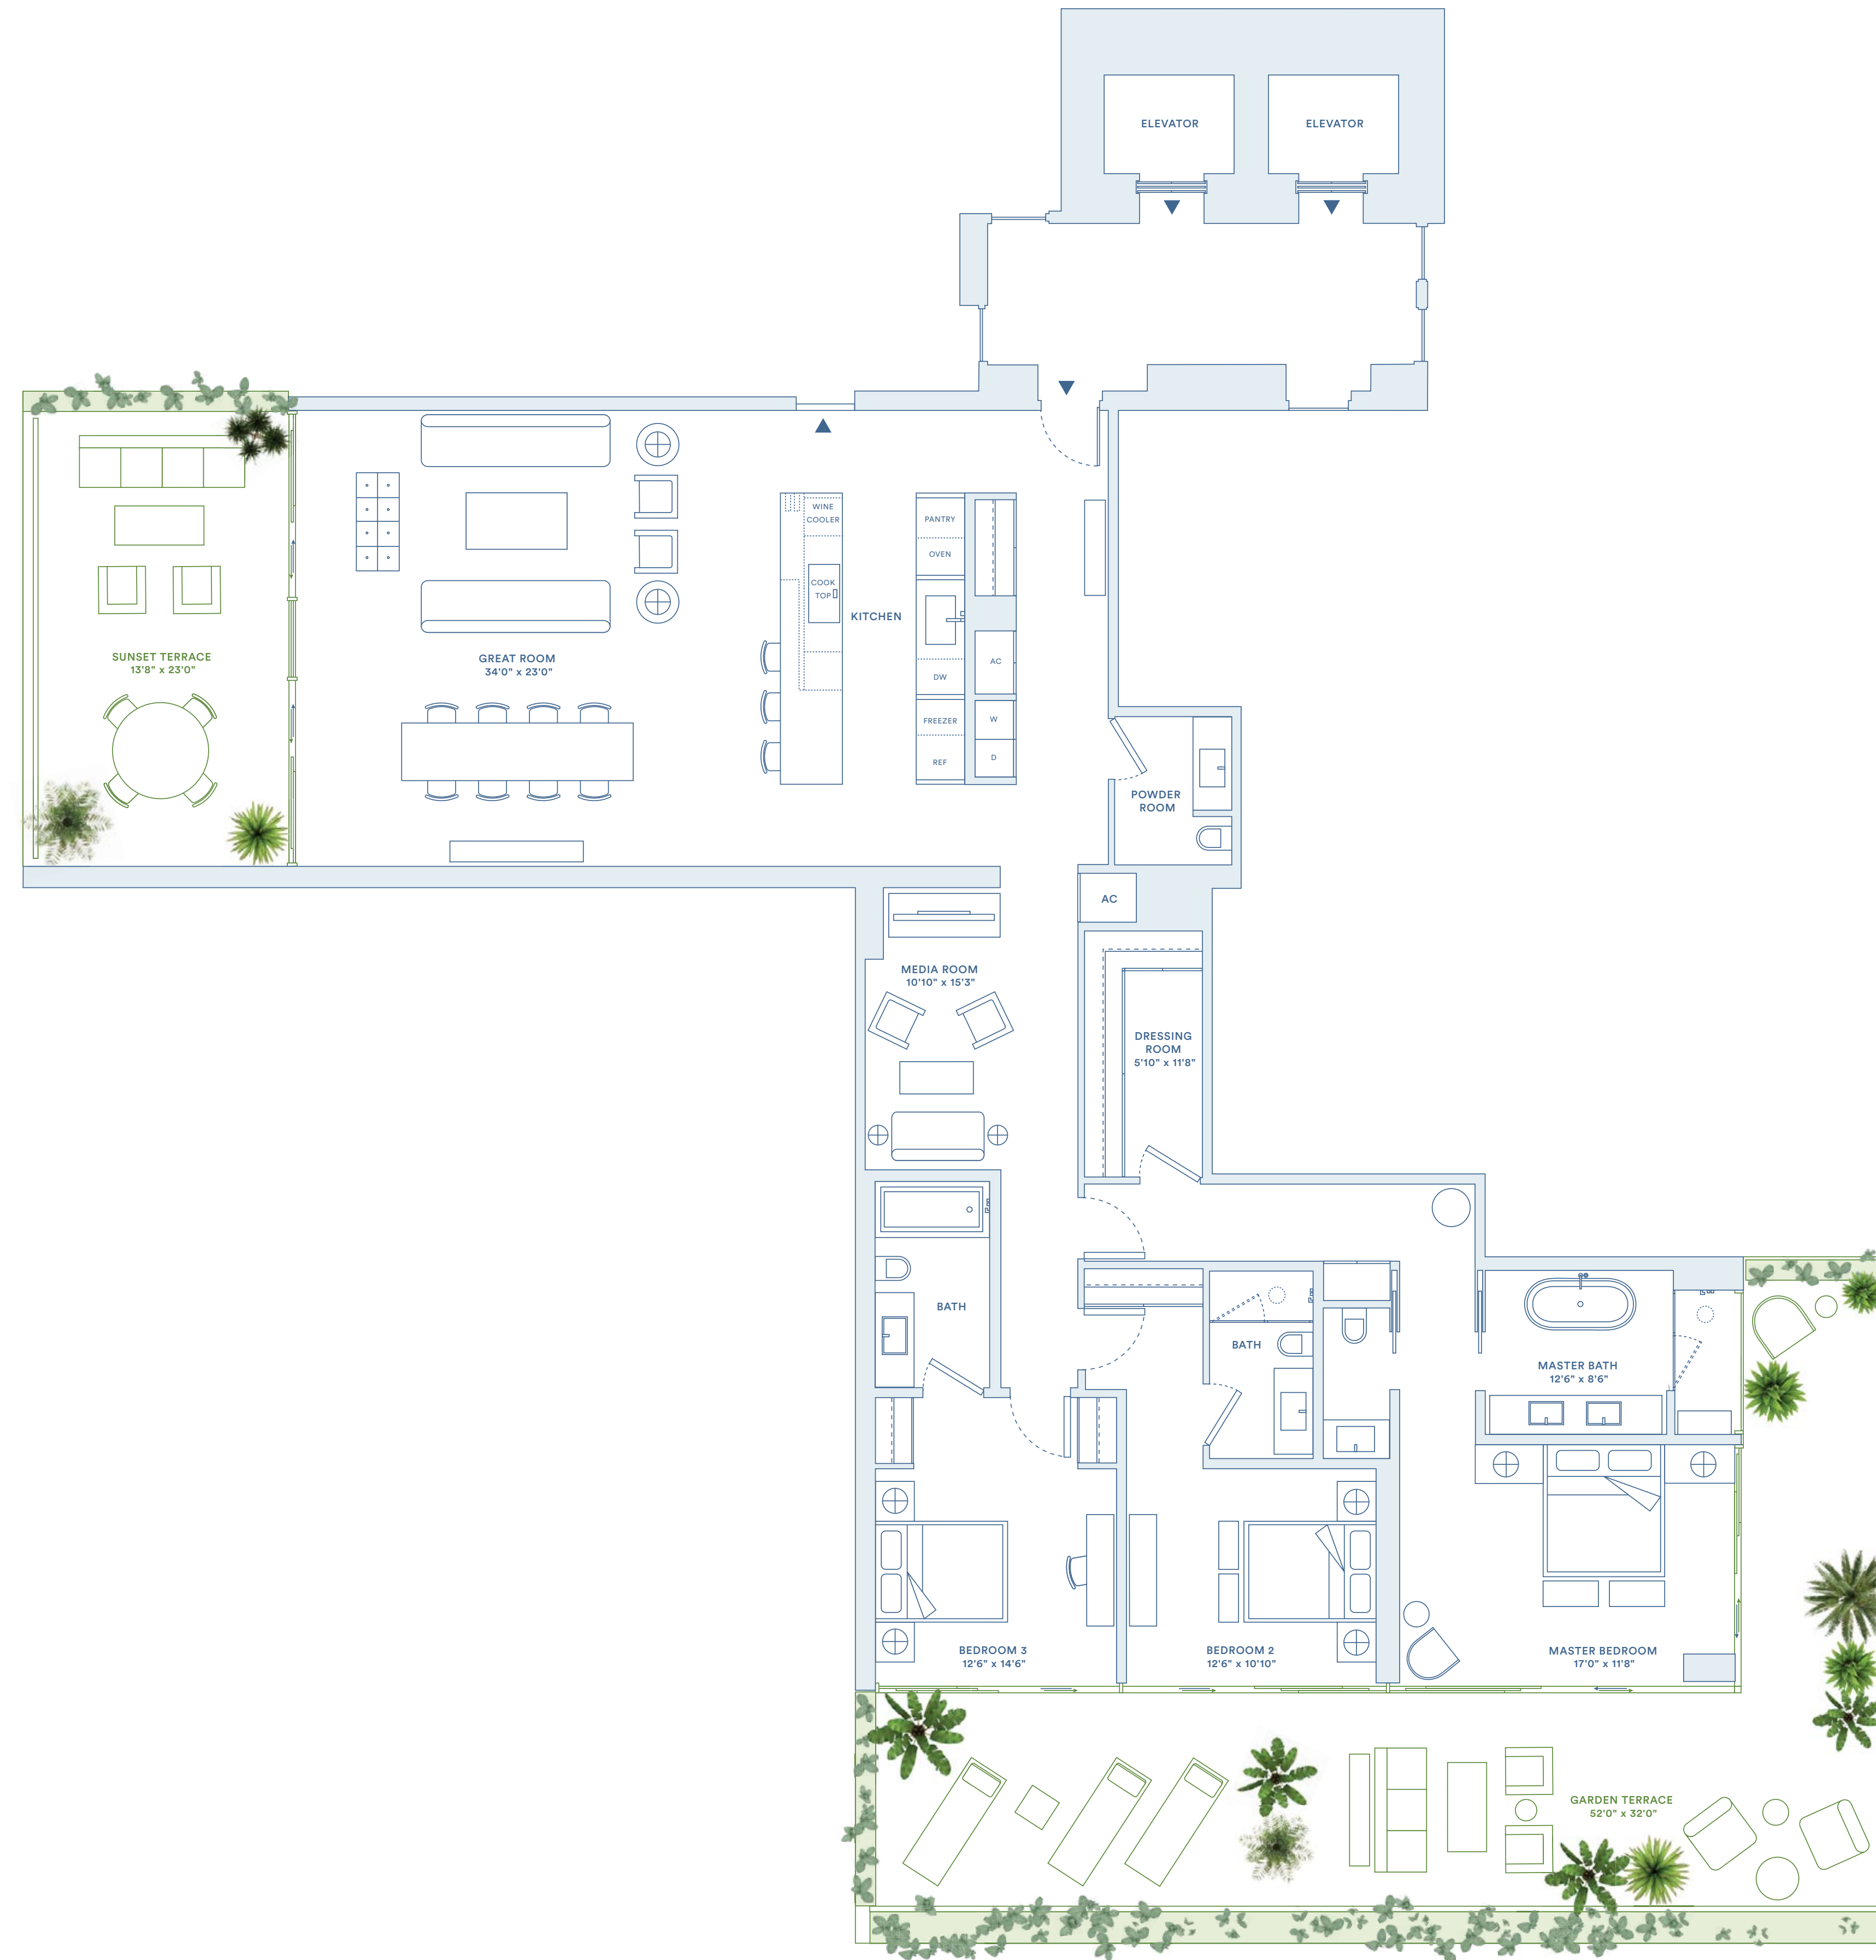 ELEVATOR
ELEVATOR
WINE
COOLER
COOK
TOP
KITCHEN
PANTRY
OVEN
DW
FREEZER
REF
AC
W
D
SUNSET TERRACE
13'8" x 23'0"
GREAT ROOM
34'0" x 23'0"
POWDER
ROOM
AC
MEDIA ROOM
10'10" x 15'3"
DRESSING
ROOM
5'10" x 11'8"
BATH
BATH
MASTER BATH
12'6" x 8'6"
BEDROOM 3
12'6" x 14'6"
BEDROOM 2
12'6" x 10'10"
MASTER BEDROOM
17'0" x 11'8"
GARDEN TERRACE
52'0" x 32'0"